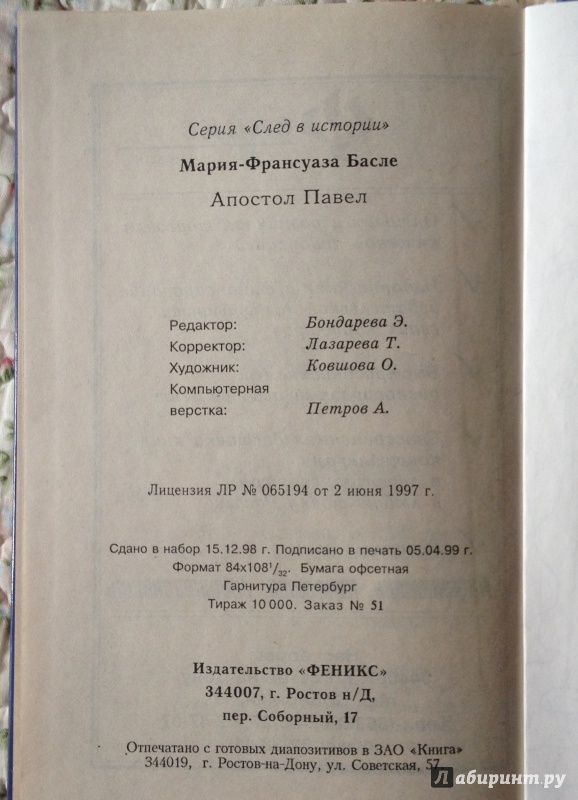 Серия «След в истории»
Мария-Франсуаза Басле
Апостол Павел
Редактор: Бондарева Э.
Корректор: Лазарева Т.
Художник: Ковшова О.
Компьютерная
верстка: Петров А.
Лицензия ЛР № 065194 от 2 июня 1997 г.
Сдано в набор 15.12.98 г. Подписано в печать 05.04.99 г.
Формат 84х108¹/₃₂. Бумага офсетная
Гарнитура Петербург
Тираж 10 000. Заказ № 51
Издательство «ФЕНИКС»
344007, г. Ростов н/Д,
пер. Соборный, 17
Отпечатано с готовых диапозитивов в ЗАО «Книга»
344019, г. Ростов-на-Дону, ул. Советская, 57.
Лабиринт.ру